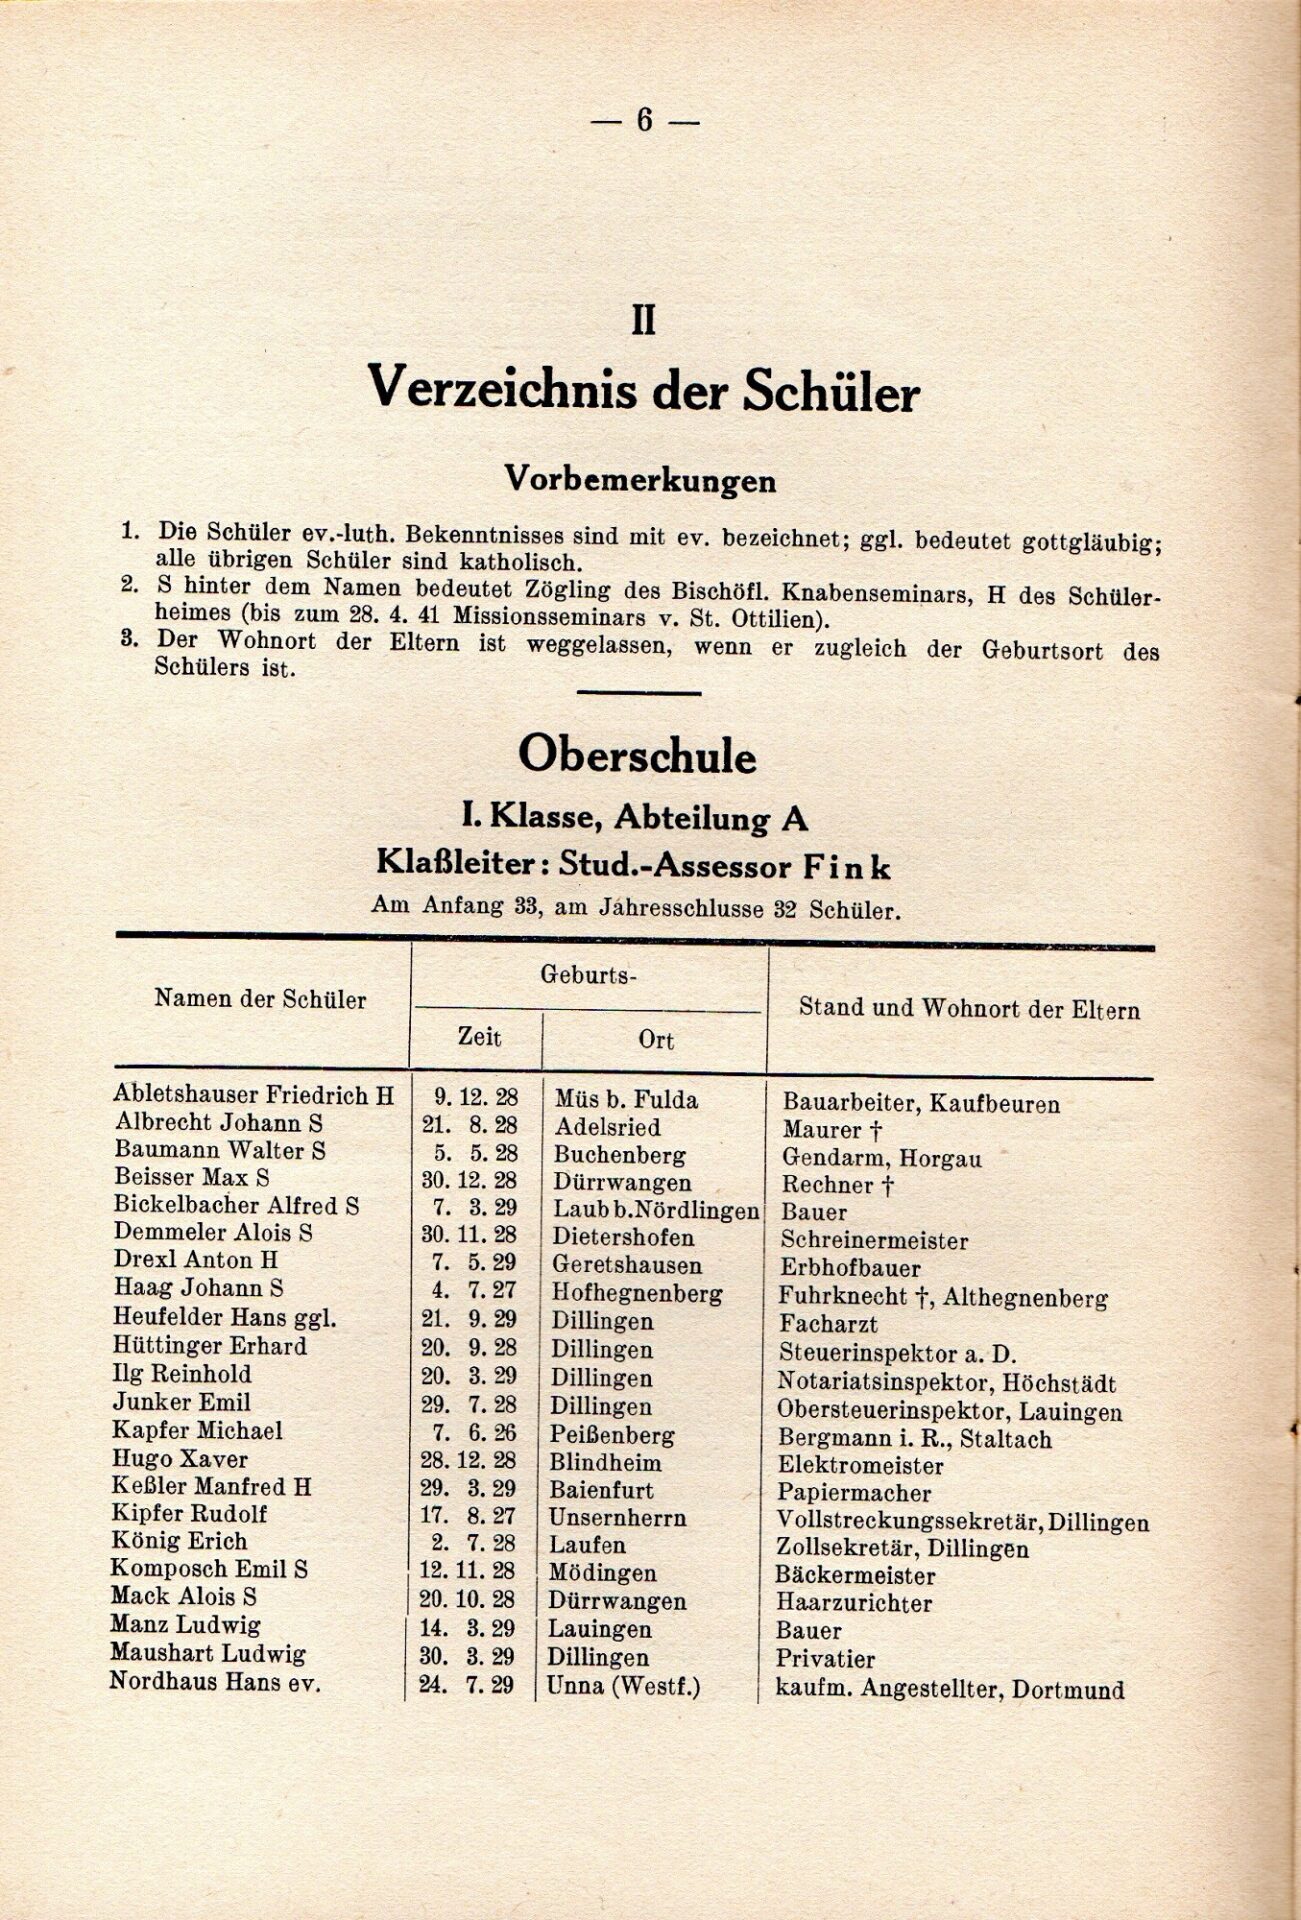 — 6 —
II
Verzeichnis der Schüler
Vorbemerkungen
1. Die Schüler ev.-luth. Bekenntnisses sind mit ev. bezeichnet; ggl. bedeutet gottgläubig;
alle übrigen Schüler sind katholisch.
2. S hinter dem Namen bedeutet Zögling des Bischöfl. Knabenseminars, H des Schüler-
heimes (bis zum 28. 4. 41 Missionsseminars v. St. Ottilien).
3. Der Wohnort der Eltern ist weggelassen, wenn er zugleich der Geburtsort des
Schülers ist.
Oberschule
I. Klasse, Abteilung A
Klaßleiter: Stud.-Assessor Fink
Am Anfang 33, am Jahresschlusse 32 Schüler.
Namen der Schüler Geburts- Stand und Wohnort der Eltern
Zeit Ort
Abletshauser Friedrich H 9. 12. 28 Müs b. Fulda Bauarbeiter, Kaufbeuren
Albrecht Johann S 21. 8. 28 Adelsried Maurer †
Baumann Walter S 5. 5. 28 Buchenberg Gendarm, Horgau
Beisser Max S 30. 12. 28 Dürrwangen Rechner †
Bickelbacher Alfred S 7. 3. 29 Laub b. Nördlingen Bauer
Demmeler Alois S 30. 11. 28 Dietershofen Schreinermeister
Drexl Anton H 7. 5. 29 Geretshausen Erbhofbauer
Haag Johann S 4. 7. 27 Hofhegnenberg Fuhrknecht †, Althegnenberg
Heufelder Hans ggl. 21. 9. 29 Dillingen Facharzt
Hüttinger Erhard 20. 9. 28 Dillingen Steuerinspektor a. D.
Ilg Reinhold 20. 3. 29 Dillingen Notariatsinspektor, Höchstädt
Junker Emil 29. 7. 28 Dillingen Obersteuerinspektor, Lauingen
Kapfer Michael 7. 6. 26 Peißenberg Bergmann i. R., Staltach
Hugo Xaver 28. 12. 28 Blindheim Elektromeister
Keßler Manfred H 29. 3. 29 Baienfurt Papiermacher
Kipfer Rudolf 17. 8. 27 Unsernherrn Vollstreckungssekretär, Dillingen
König Erich 2. 7. 28 Laufen Zollsekretär, Dillingen
Komposch Emil S 12. 11. 28 Mödingen Bäckermeister
Mack Alois S 20. 10. 28 Dürrwangen Haarzurichter
Manz Ludwig 14. 3. 29 Lauingen Bauer
Maushart Ludwig 30. 3. 29 Dillingen Privatier
Nordhaus Hans ev. 24. 7. 29 Unna (Westf.) kaufm. Angestellter, Dortmund